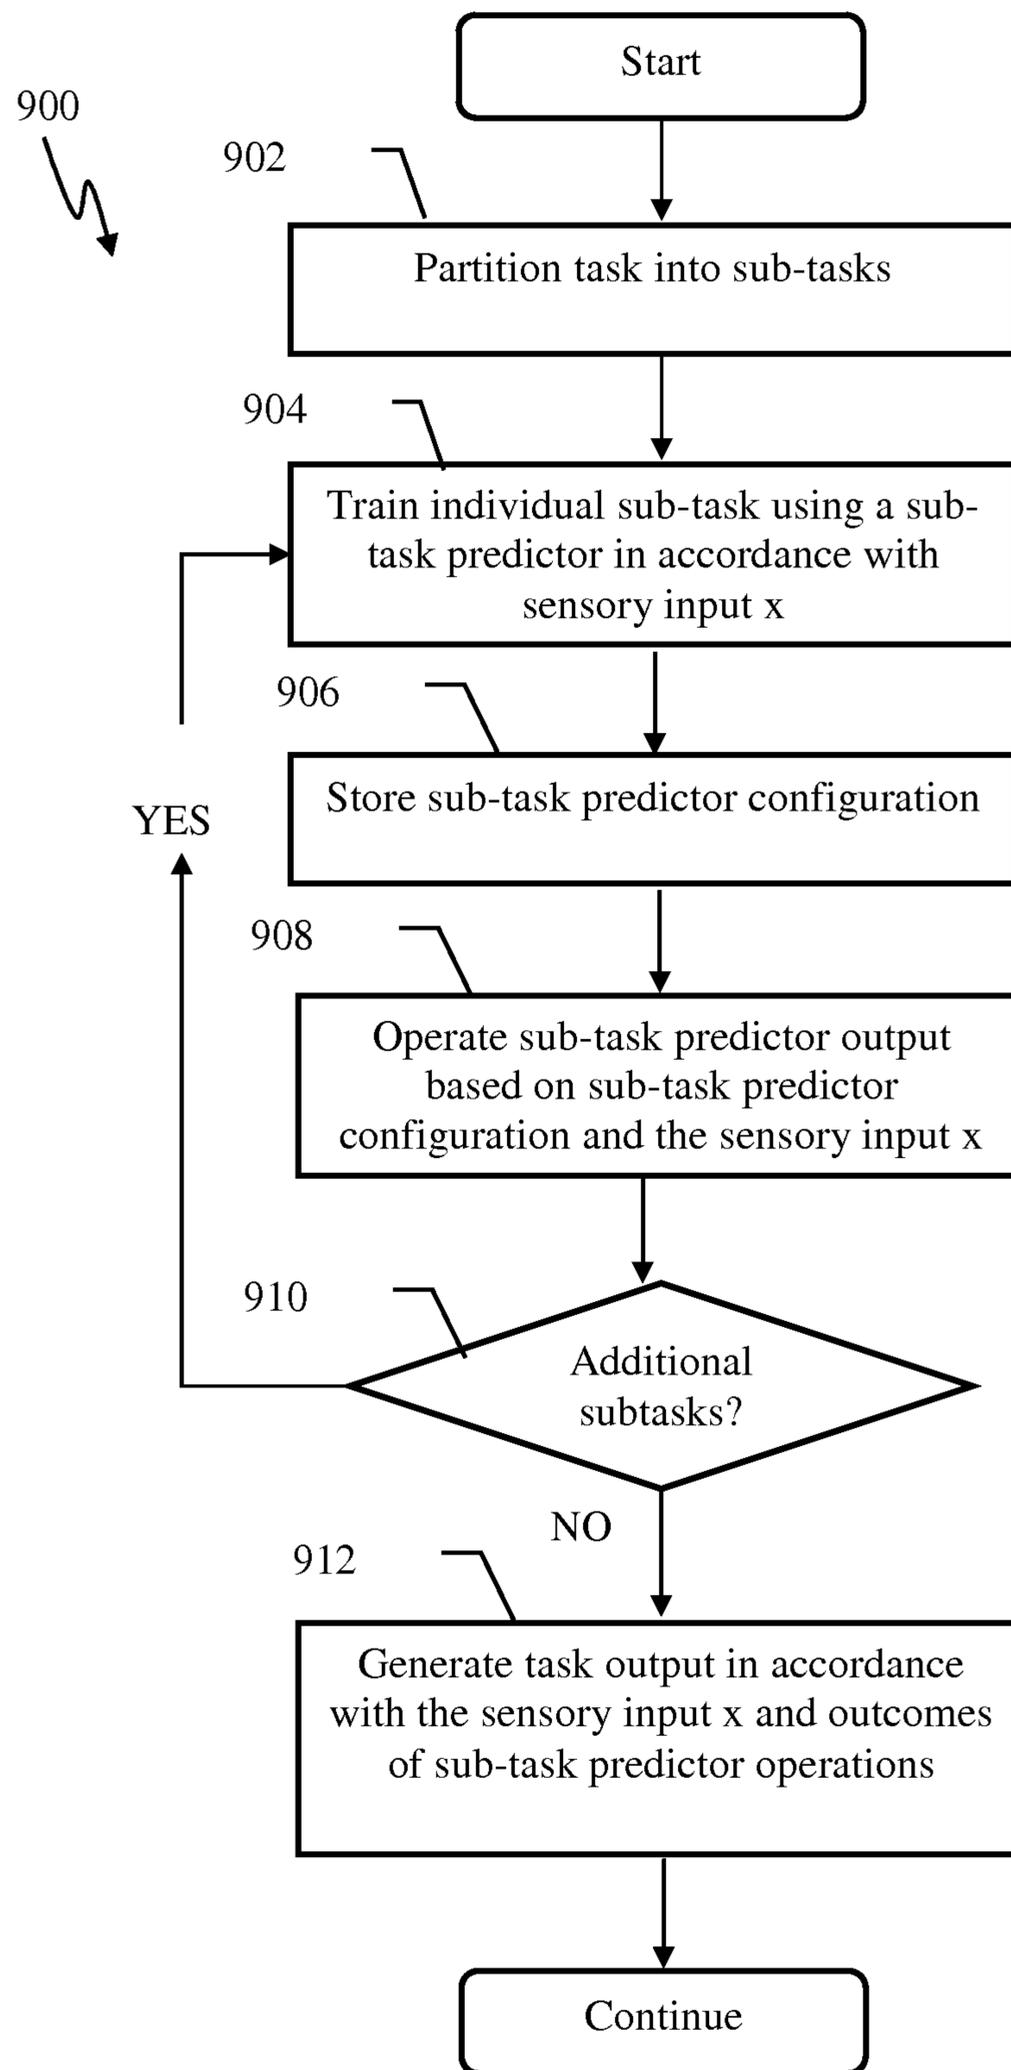 Start
900
902
Partition task into sub-tasks
904
Train individual sub-task using a sub-
task predictor in accordance with
sensory input x
906
Store sub-task predictor configuration
YES
908
Operate sub-task predictor output
based on sub-task predictor
configuration and the sensory input x
910
Additional
subtasks?
NO
912
Generate task output in accordance
with the sensory input x and outcomes
of sub-task predictor operations
Continue